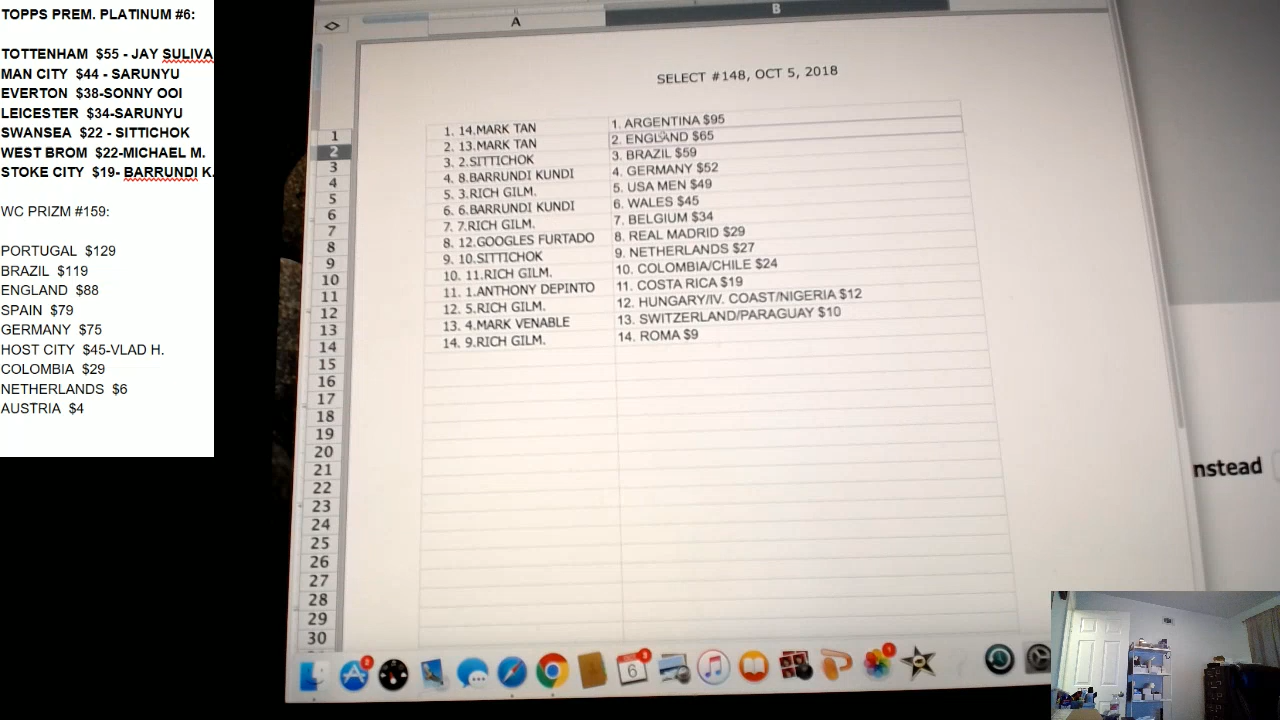 TOPPS PREM. PLATINUM #6:
TOTTENHAM $55 - JAY SULIVA
MAN CITY $44 - SARUNYU
EVERTON $38-SONNY OOI
LEICESTER $34-SARUNYU
SWANSEA $22 - SITTICHOK
WEST BROM $22-MICHAEL M.
STOKE CITY $19- BARRUNDI K.
WC PRIZM #159:
PORTUGAL $129
BRAZIL $119
ENGLAND $88
SPAIN $79
GERMANY $75
HOST CITY $45-VLAD H.
COLOMBIA $29
NETHERLANDS $6
AUSTRIA $4
A B
SELECT #148, OCT 5, 2018
1 1. 14.MARK TAN 1. ARGENTINA $95
2 2. 13.MARK TAN 2. ENGLAND $65
3 3. 2.SITTICHOK 3. BRAZIL $59
4 4. 8.BARRUNDI KUNDI 4. GERMANY $52
5 5. 3.RICH GILM. 5. USA MEN $49
6 6. 6.BARRUNDI KUNDI 6. WALES $45
7 7. 7.RICH GILM. 7. BELGIUM $34
8 8. 12.GOOGLES FURTADO 8. REAL MADRID $29
9 9. 10.SITTICHOK 9. NETHERLANDS $27
10 10. 11.RICH GILM. 10. COLOMBIA/CHILE $24
11 11. 1.ANTHONY DEPINTO 11. COSTA RICA $19
12 12. 5.RICH GILM. 12. HUNGARY/IV. COAST/NIGERIA $12
13 13. 4.MARK VENABLE 13. SWITZERLAND/PARAGUAY $10
14 14. 9.RICH GILM. 14. ROMA $9
15
16
17
18
19
20
21
22
23
24
25
26
27
28
29
30
nstead
2
6
3
1